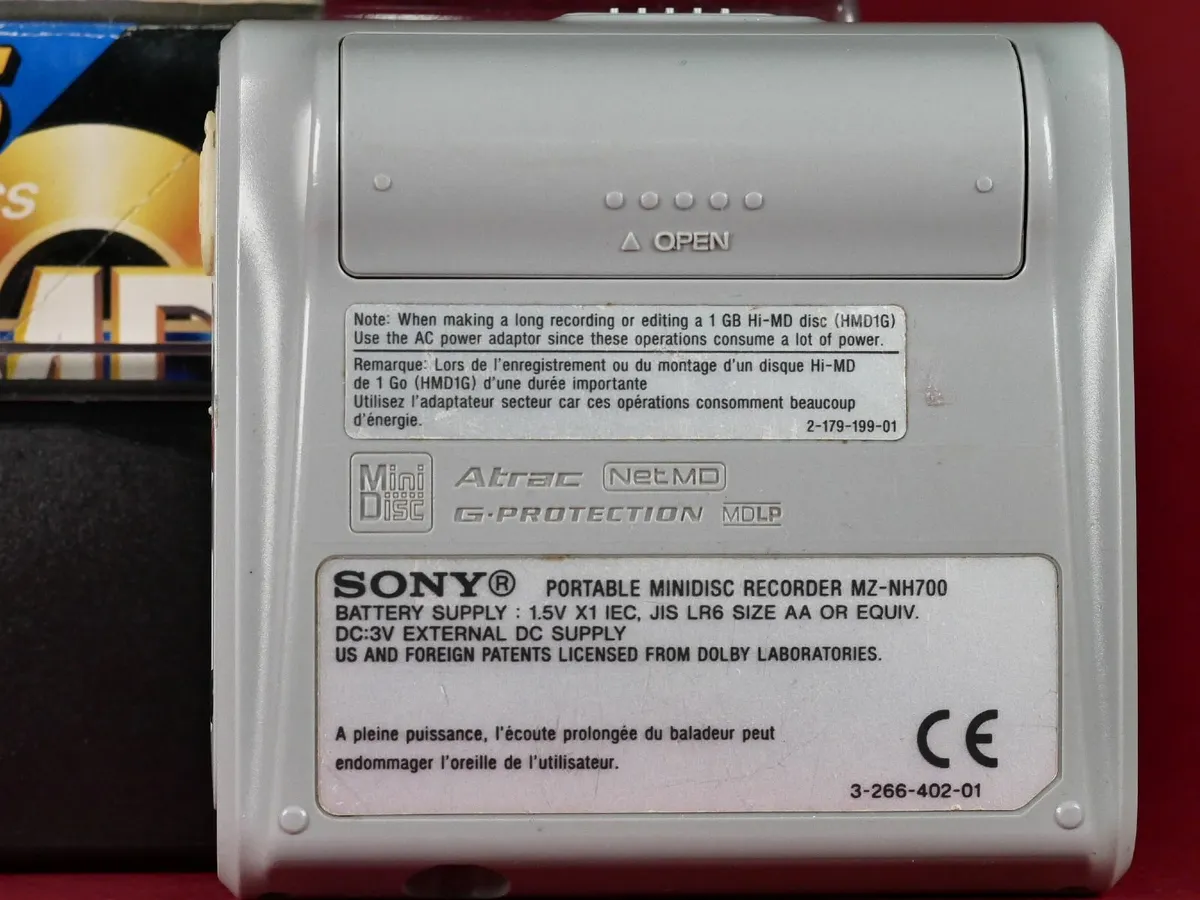 cs
△ OPEN
Note: When making a long recording or editing a 1 GB Hi-MD disc (HMD1G)
Use the AC power adaptor since these operations consume a lot of power.
Remarque: Lors de l'enregistrement ou du montage d'un disque Hi-MD
de 1 Go (HMD1G) d'une durée importante
Utilisez l'adaptateur secteur car ces opérations consomment beaucoup
d'énergie.
2-179-199-01
Mini Disc
Atrac NetMD
G-PROTECTION MDLP
SONY® PORTABLE MINIDISC RECORDER MZ-NH700
BATTERY SUPPLY : 1.5V X1 IEC, JIS LR6 SIZE AA OR EQUIV.
DC:3V EXTERNAL DC SUPPLY
US AND FOREIGN PATENTS LICENSED FROM DOLBY LABORATORIES.
A pleine puissance, l'écoute prolongée du baladeur peut
endommager l'oreille de l'utilisateur.
CE
3-266-402-01